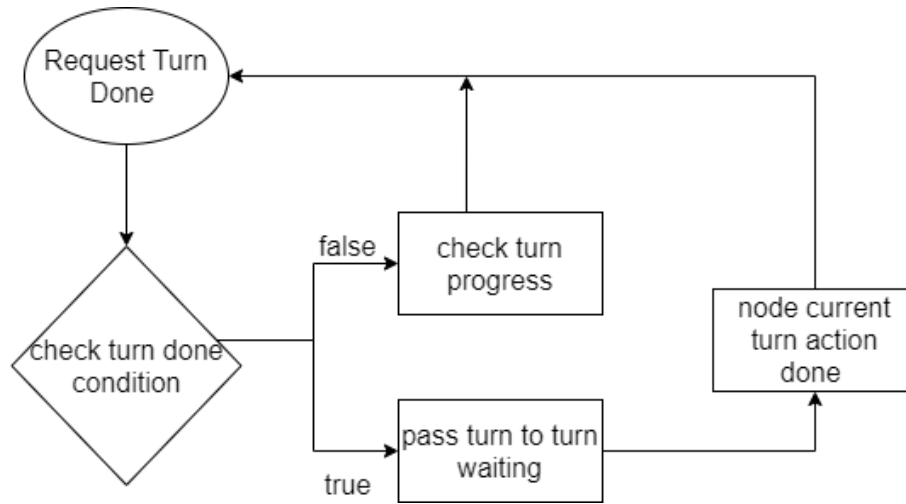 Request Turn
Done
false
check turn
progress
check turn done
condition
node current
turn action
done
pass turn to turn
waiting
true